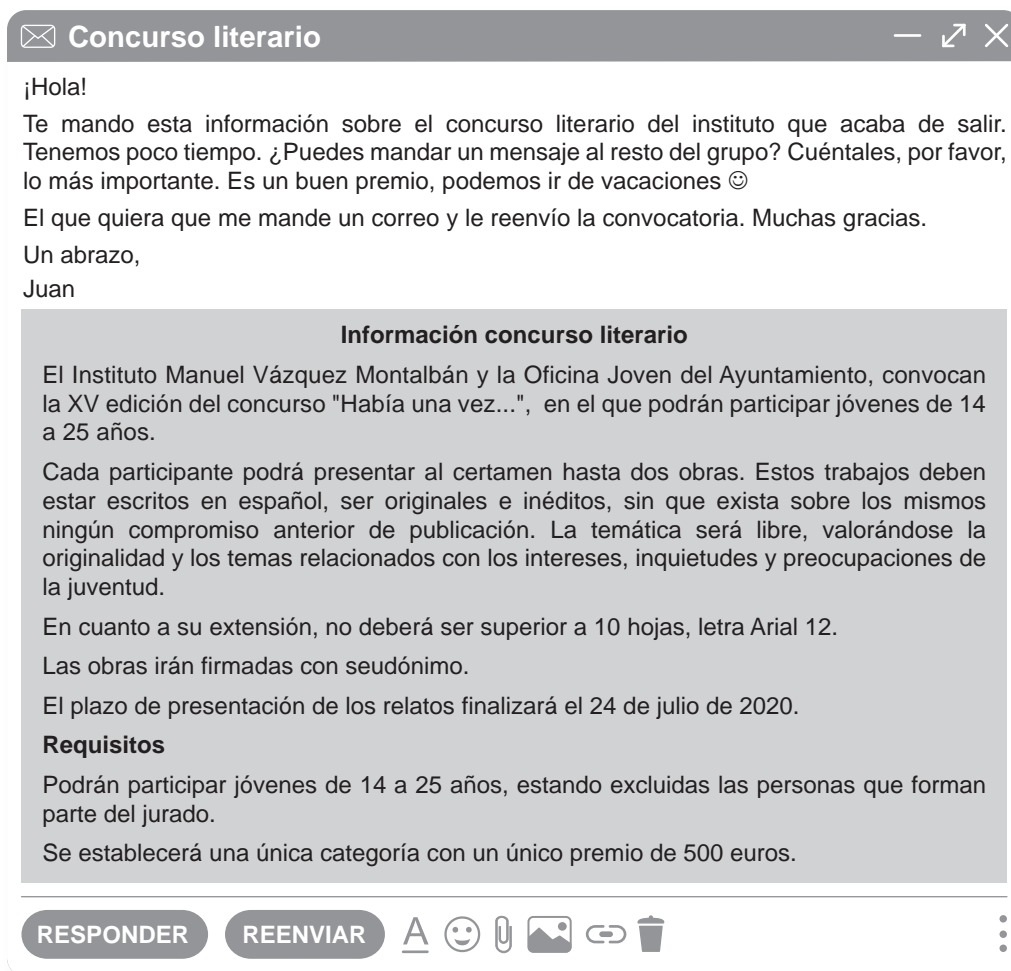 Concurso literario
¡Hola!
Te mando esta información sobre el concurso literario del instituto que acaba de salir.
Tenemos poco tiempo. ¿Puedes mandar un mensaje al resto del grupo? Cuéntales, por favor,
lo más importante. Es un buen premio, podemos ir de vacaciones ☺
El que quiera que me mande un correo y le reenvío la convocatoria. Muchas gracias.
Un abrazo,
Juan
Información concurso literario
El Instituto Manuel Vázquez Montalbán y la Oficina Joven del Ayuntamiento, convocan
la XV edición del concurso "Había una vez...", en el que podrán participar jóvenes de 14
a 25 años.
Cada participante podrá presentar al certamen hasta dos obras. Estos trabajos deben
estar escritos en español, ser originales e inéditos, sin que exista sobre los mismos
ningún compromiso anterior de publicación. La temática será libre, valorándose la
originalidad y los temas relacionados con los intereses, inquietudes y preocupaciones de
la juventud.
En cuanto a su extensión, no deberá ser superior a 10 hojas, letra Arial 12.
Las obras irán firmadas con seudónimo.
El plazo de presentación de los relatos finalizará el 24 de julio de 2020.
Requisitos
Podrán participar jóvenes de 14 a 25 años, estando excluidas las personas que forman
parte del jurado.
Se establecerá una única categoría con un único premio de 500 euros.
RESPONDER REENVIAR A